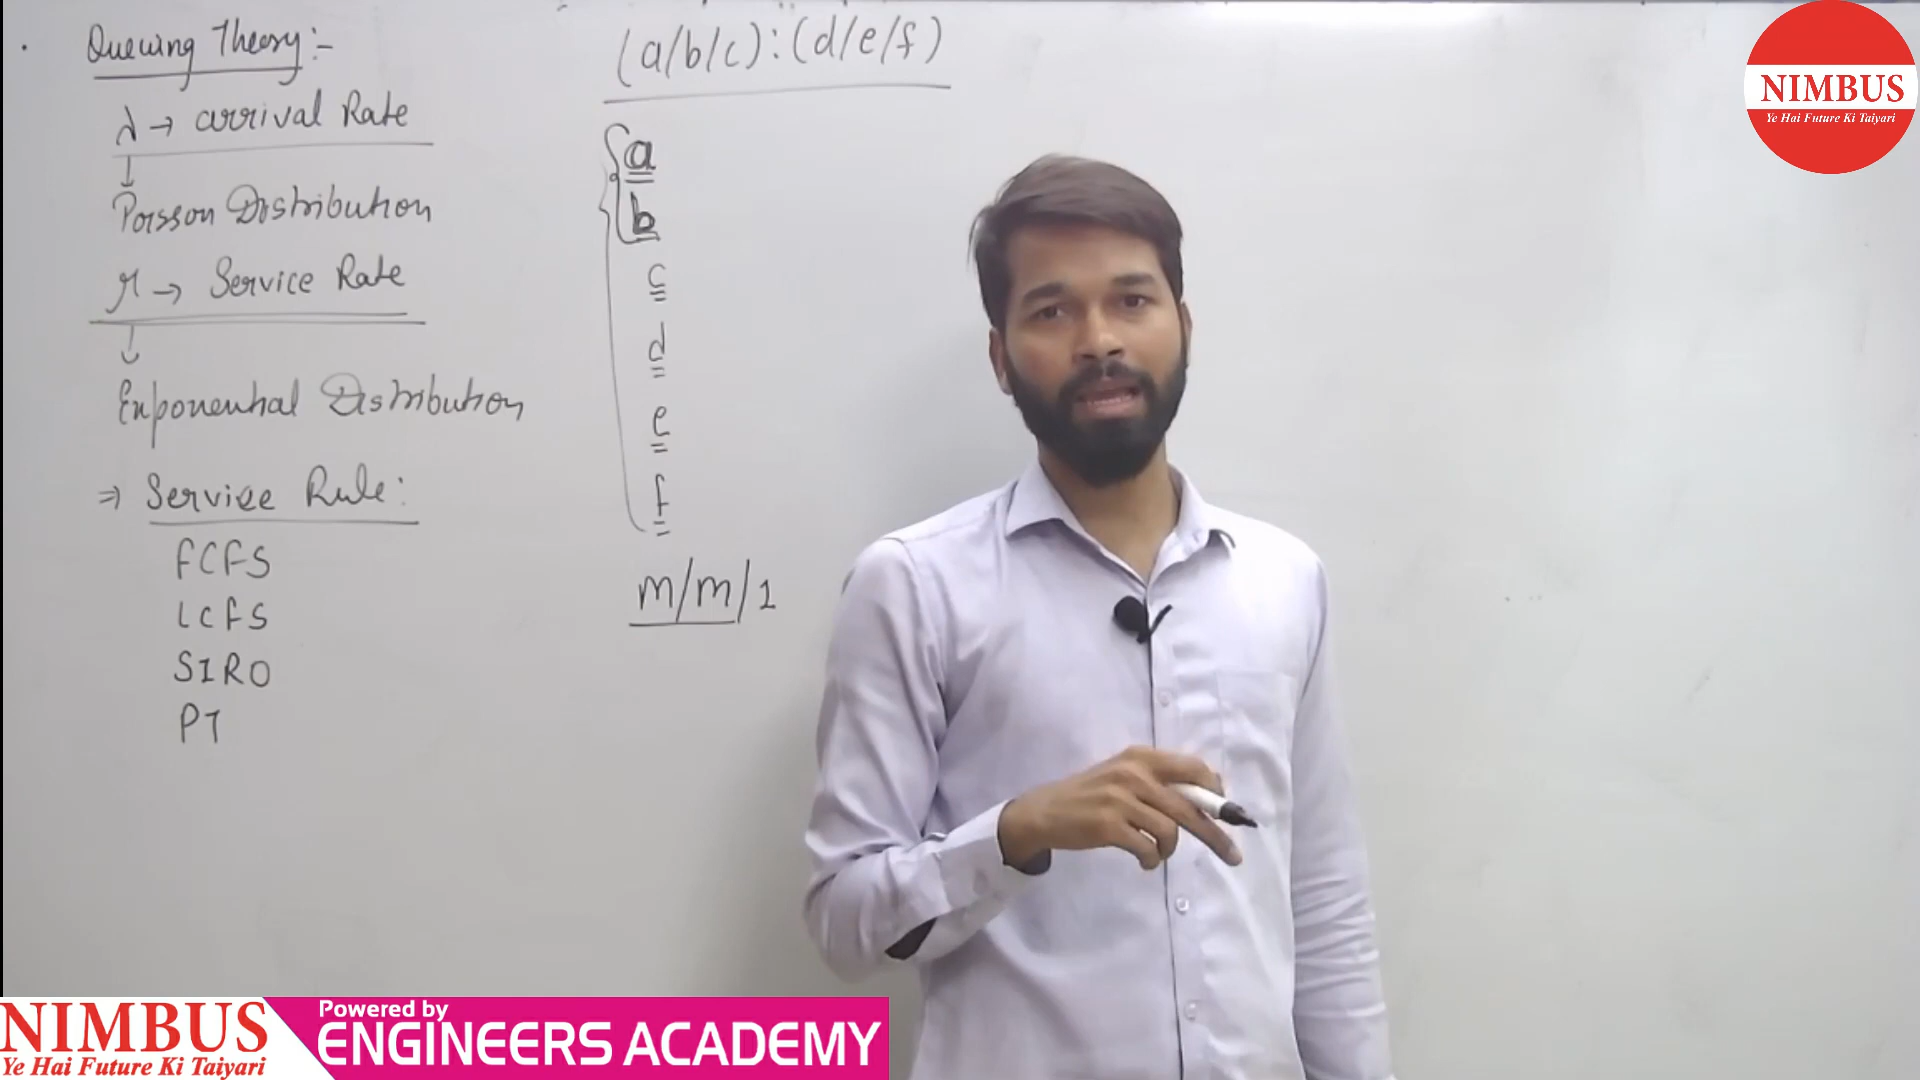 Queuing Theory:-
λ → arrival Rate
↓
Poisson Distribution
μ → Service Rate
↓
Exponential Distribution
⇒ Service Rule:
FCFS
LCFS
SIRO
PT
(a/b/c):(d/e/f)
a
b
c
d
e
f
m/m/1
NIMBUS
Ye Hai Future Ki Taiyari
NIMBUS
Ye Hai Future Ki Taiyari
Powered by
ENGINEERS ACADEMY